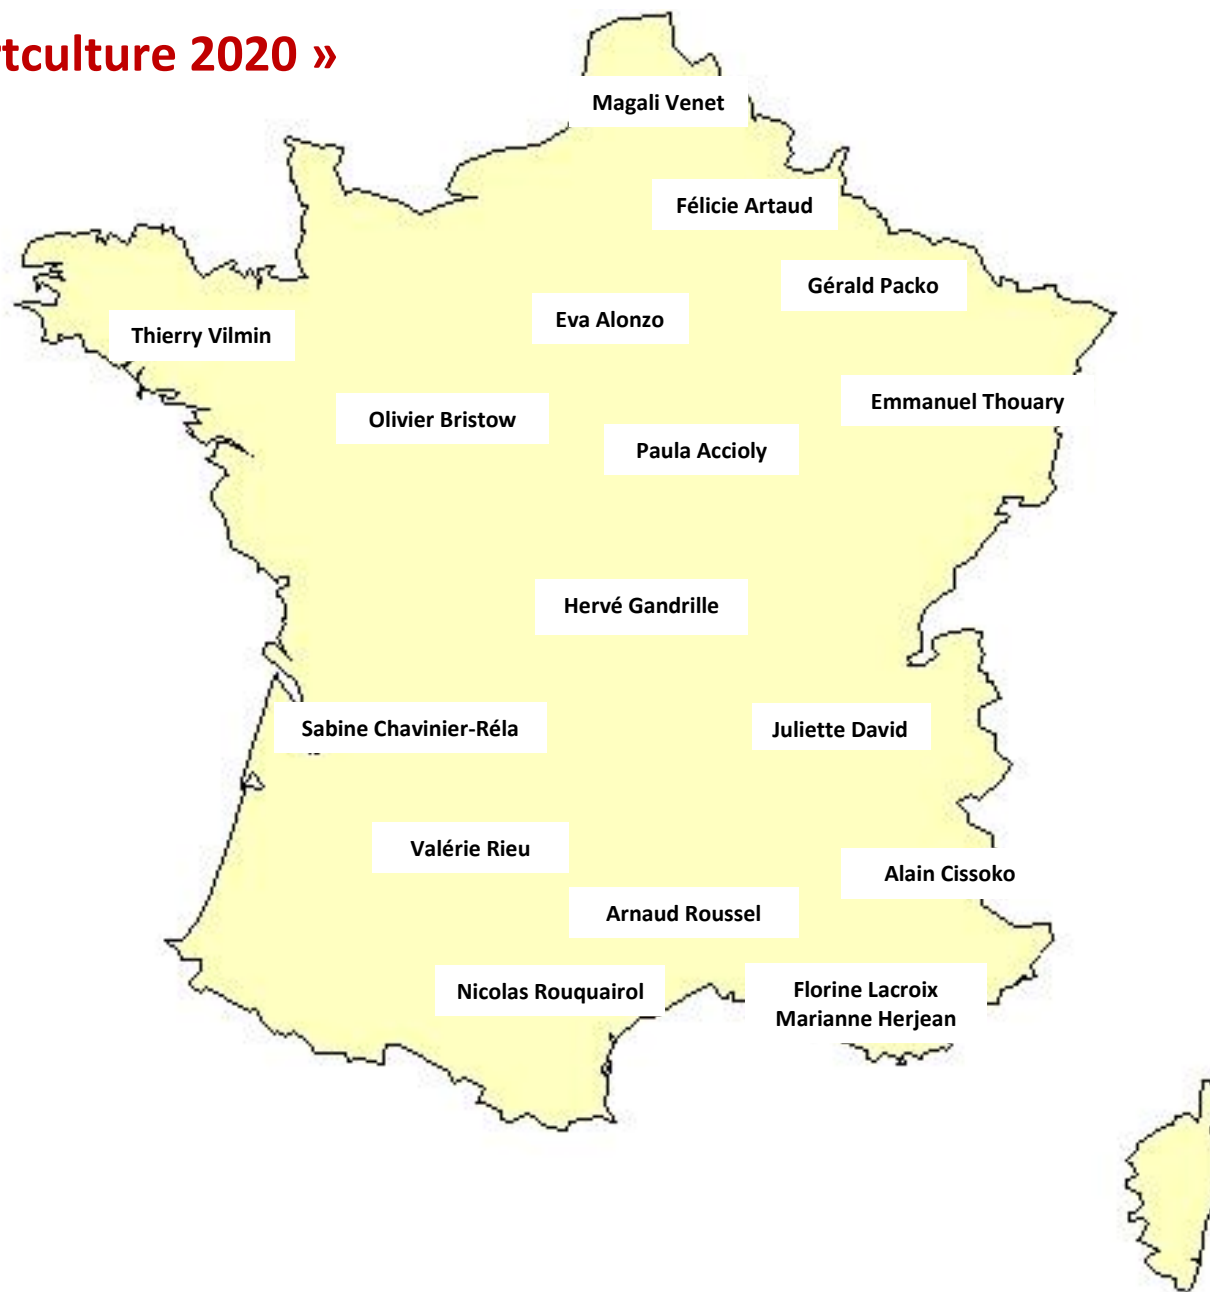 rtculture 2020 »
Magali Venet
Félicie Artaud
Gérald Packo
Eva Alonzo
Thierry Vilmin
Emmanuel Thouary
Olivier Bristow
Paula Accioly
Hervé Gandrille
Sabine Chavinier-Réla
Juliette David
Valérie Rieu
Alain Cissoko
Arnaud Roussel
Nicolas Rouquairol
Florine Lacroix
Marianne Herjean